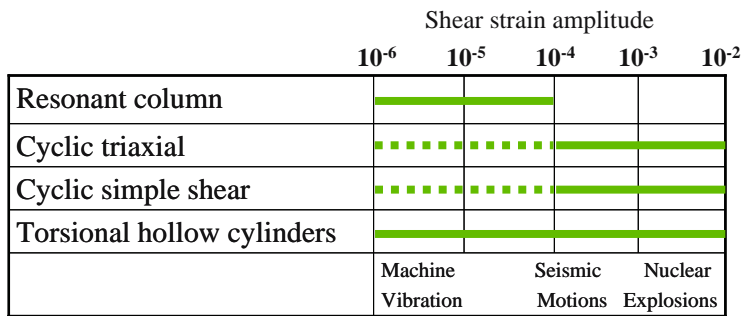 Shear strain amplitude
10⁻⁶ 10⁻⁵ 10⁻⁴ 10⁻³ 10⁻²
Resonant column
Cyclic triaxial
Cyclic simple shear
Torsional hollow cylinders
Machine Seismic Nuclear
Vibration Motions Explosions